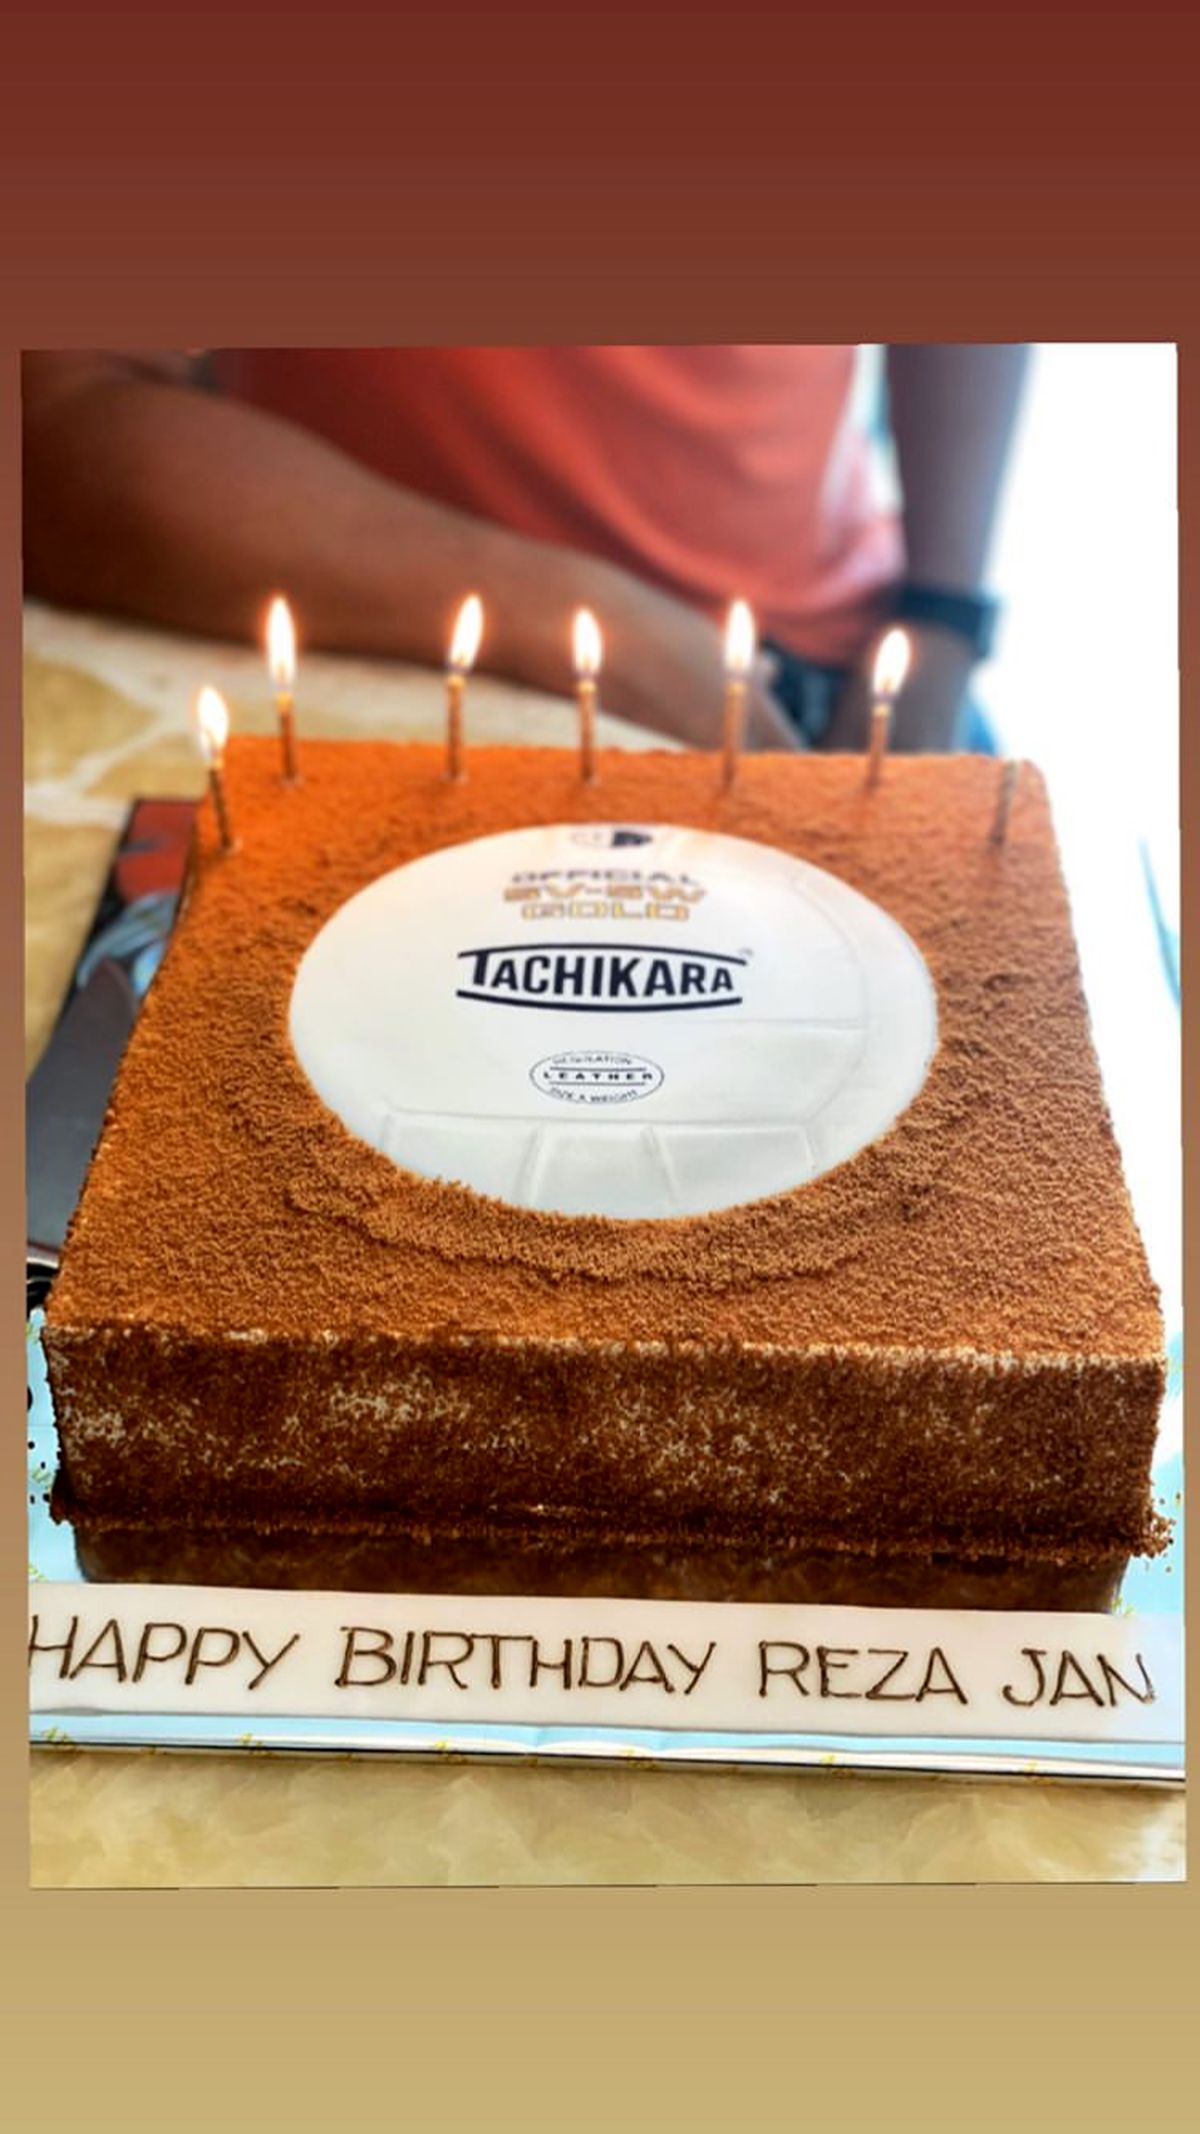 OFFICIAL
SV-5W
GOLD
TACHIKARA
LEATHER
HAPPY BIRTHDAY REZA JAN